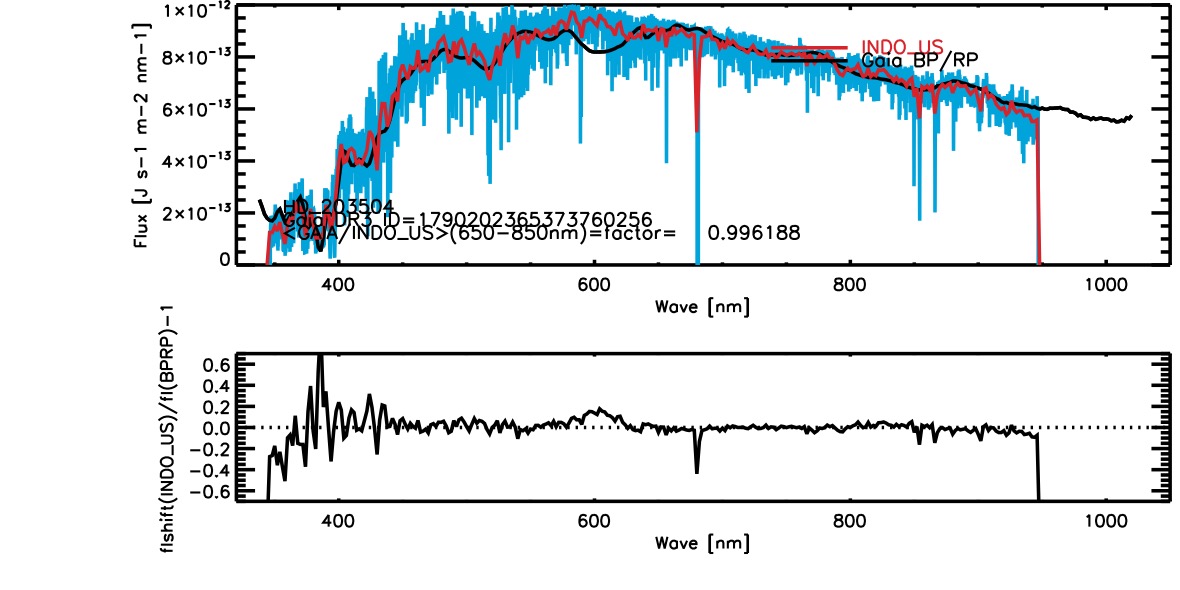 1×10⁻¹²
8×10⁻¹³
6×10⁻¹³
4×10⁻¹³
2×10⁻¹³
0
Flux [J s−1 m−2 nm−1]
INDO_US
Gaia BP/RP
HD_203504
Gaia DR3 ID=1790202365373760256
<GAIA/INDO_US>(650−850nm)=factor= 0.996188
400 600 800 1000
Wave [nm]
0.6
0.4
0.2
0.0
−0.2
−0.4
−0.6
flshift(INDO_US)/fl(BPRP)−1
400 600 800 1000
Wave [nm]